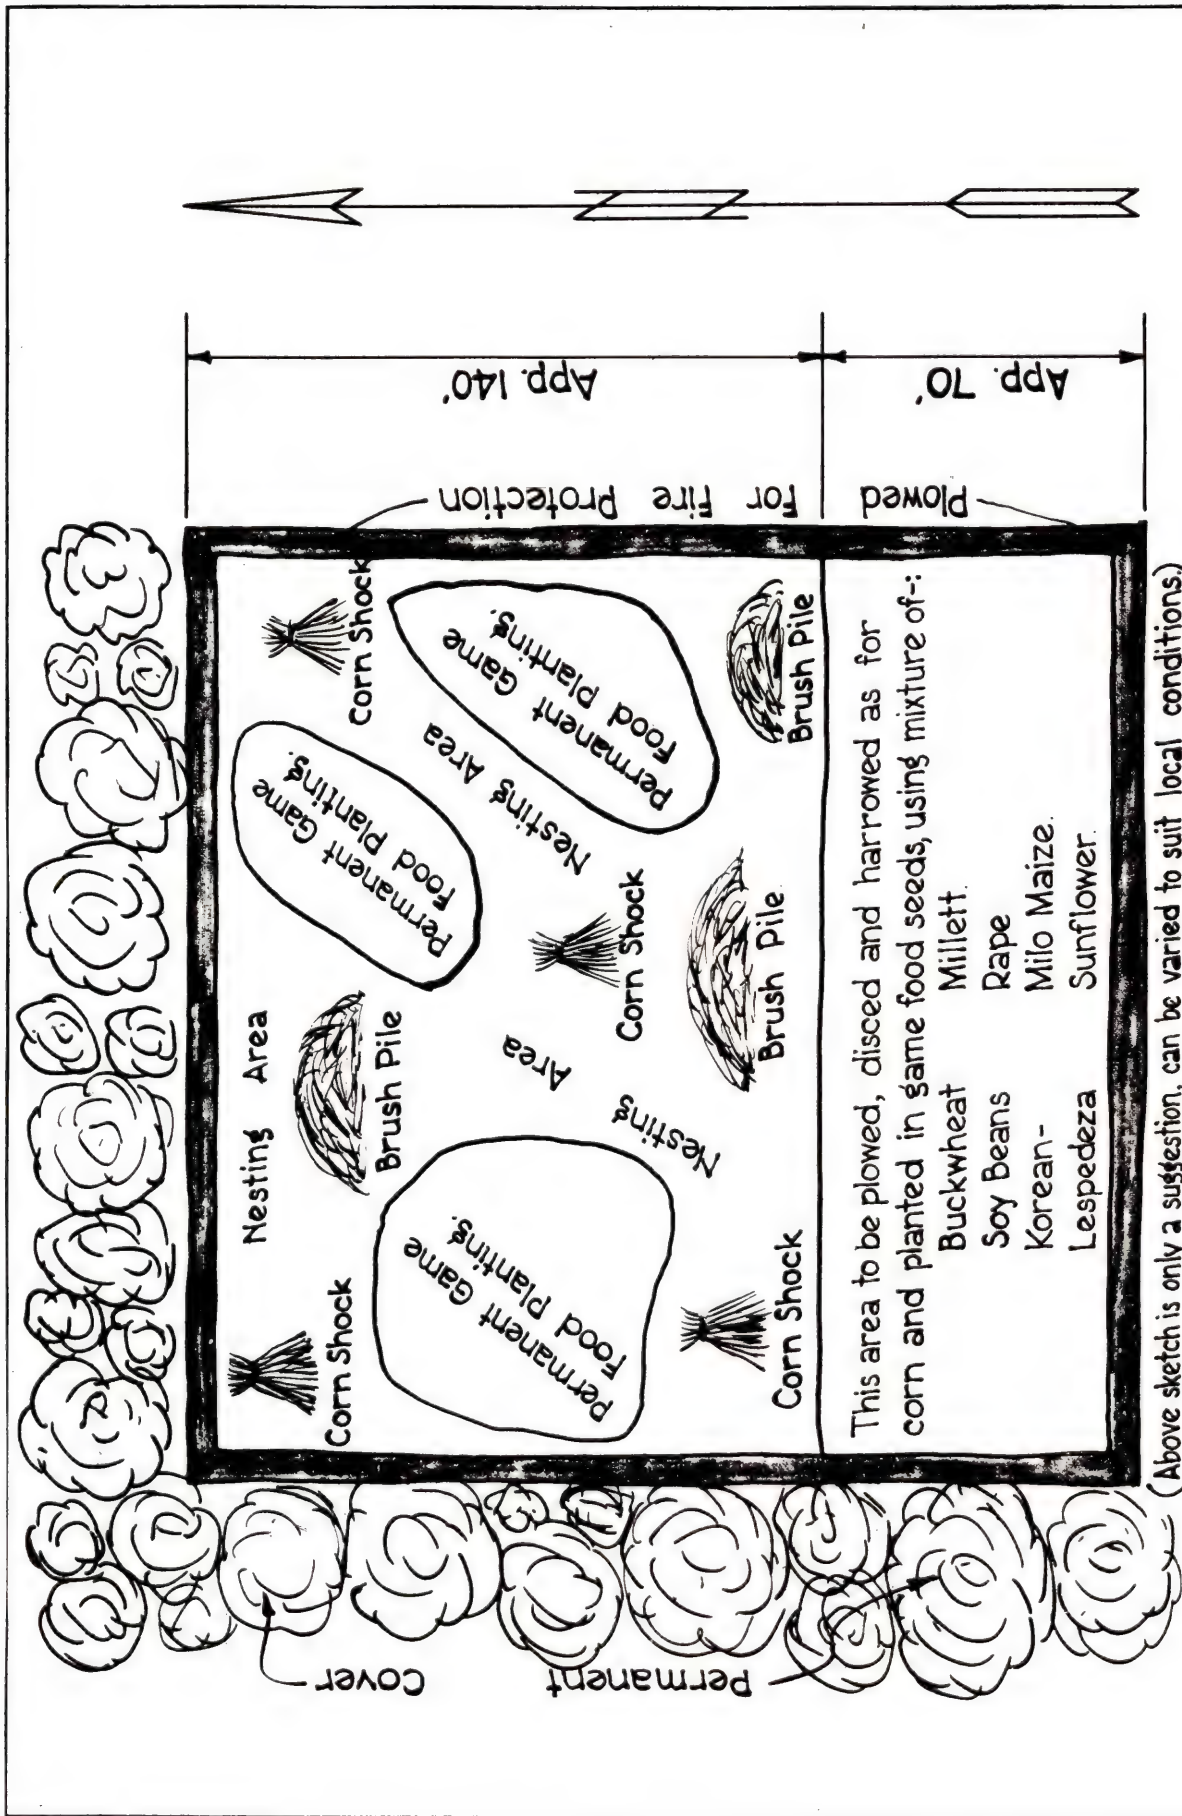 Nesting Area
Corn Shock
Brush Pile
Permanent Game
Food Planting.
Corn Shock
Permanent Game
Food Planting.
Nesting Area
Permanent Game
Food Planting.
Nesting Area
Corn Shock
Corn Shock
Brush Pile
Brush Pile
This area to be plowed, disced and harrowed as for
corn and planted in game food seeds, using mixture of-:
Buckwheat Millett.
Soy Beans Rape
Korean- Milo Maize.
Lespedeza Sunflower.
(Above sketch is only a suggestion, can be varied to suit local conditions.)
Permanent Cover
Plowed For Fire Protection
App. 70'
App. 140'